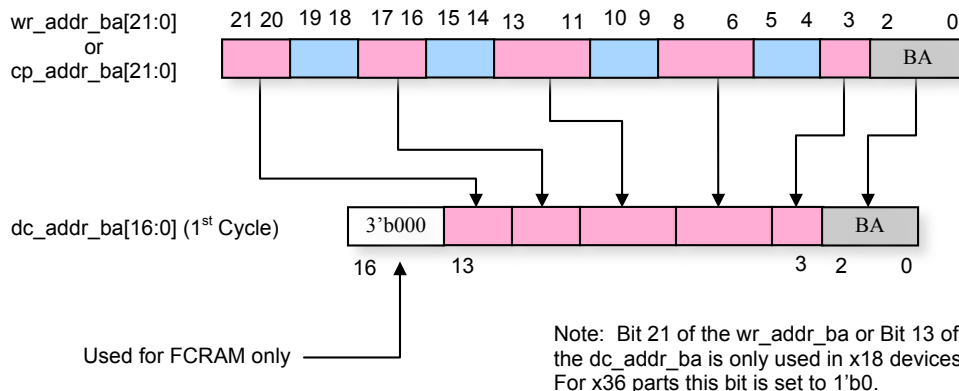 wr_addr_ba[21:0]
or
cp_addr_ba[21:0]
21 20 19 18 17 16 15 14 13 11 10 9 8 6 5 4 3 2 0
BA
dc_addr_ba[16:0] (1st Cycle)
3'b000
BA
16 13 3 2 0
Used for FCRAM only
Note: Bit 21 of the wr_addr_ba or Bit 13 of
the dc_addr_ba is only used in x18 devices
For x36 parts this bit is set to 1'b0.